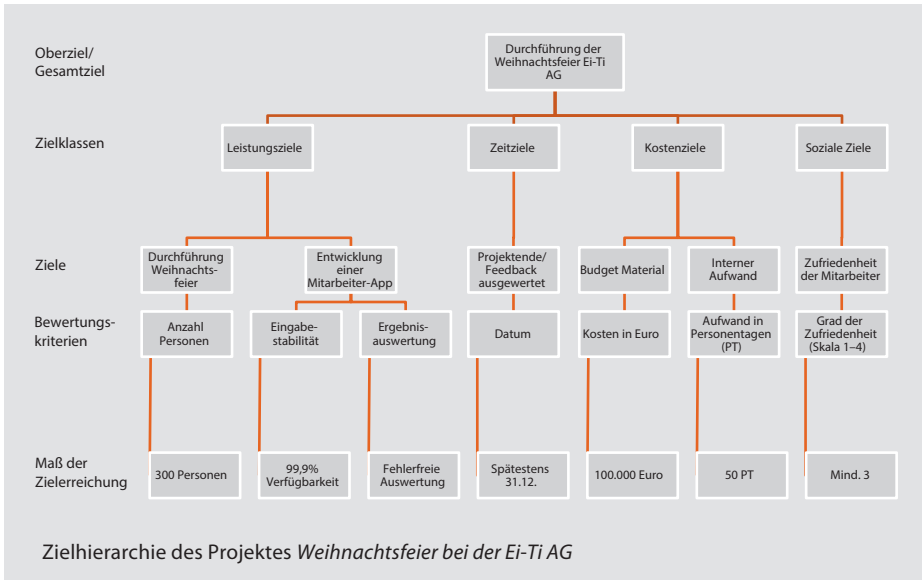 Oberziel/
Gesamtziel
Durchführung der
Weihnachtsfeier Ei-Ti
AG
Zielklassen
Leistungsziele
Zeitziele
Kostenziele
Soziale Ziele
Ziele
Durchführung
Weihnachts-
feier
Entwicklung
einer
Mitarbeiter-App
Projektende/
Feedback
ausgewertet
Budget Material
Interner
Aufwand
Zufriedenheit
der Mitarbeiter
Bewertungs-
kriterien
Anzahl
Personen
Eingabe-
stabilität
Ergebnis-
auswertung
Datum
Kosten in Euro
Aufwand in
Personentagen
(PT)
Grad der
Zufriedenheit
(Skala 1–4)
Maß der
Zielerreichung
300 Personen
99,9%
Verfügbarkeit
Fehlerfreie
Auswertung
Spätestens
31.12.
100.000 Euro
50 PT
Mind. 3
Zielhierarchie des Projektes Weihnachtsfeier bei der Ei-Ti AG